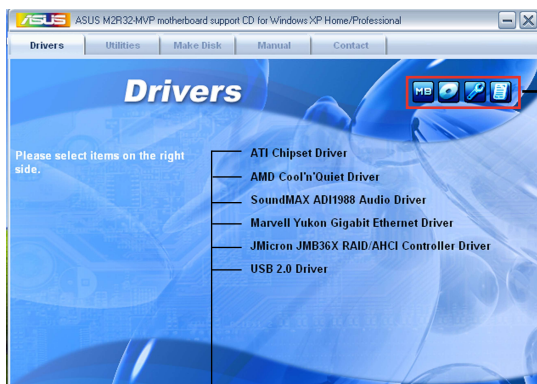 ASUS ASUS M2R32-MVP motherboard support CD for Windows XP Home/Professional
Drivers Utilities Make Disk Manual Contact
Drivers
MB
Please select items on the right
side.
ATI Chipset Driver
AMD Cool'n'Quiet Driver
SoundMAX ADI1988 Audio Driver
Marvell Yukon Gigabit Ethernet Driver
JMicron JMB36X RAID/AHCI Controller Driver
USB 2.0 Driver